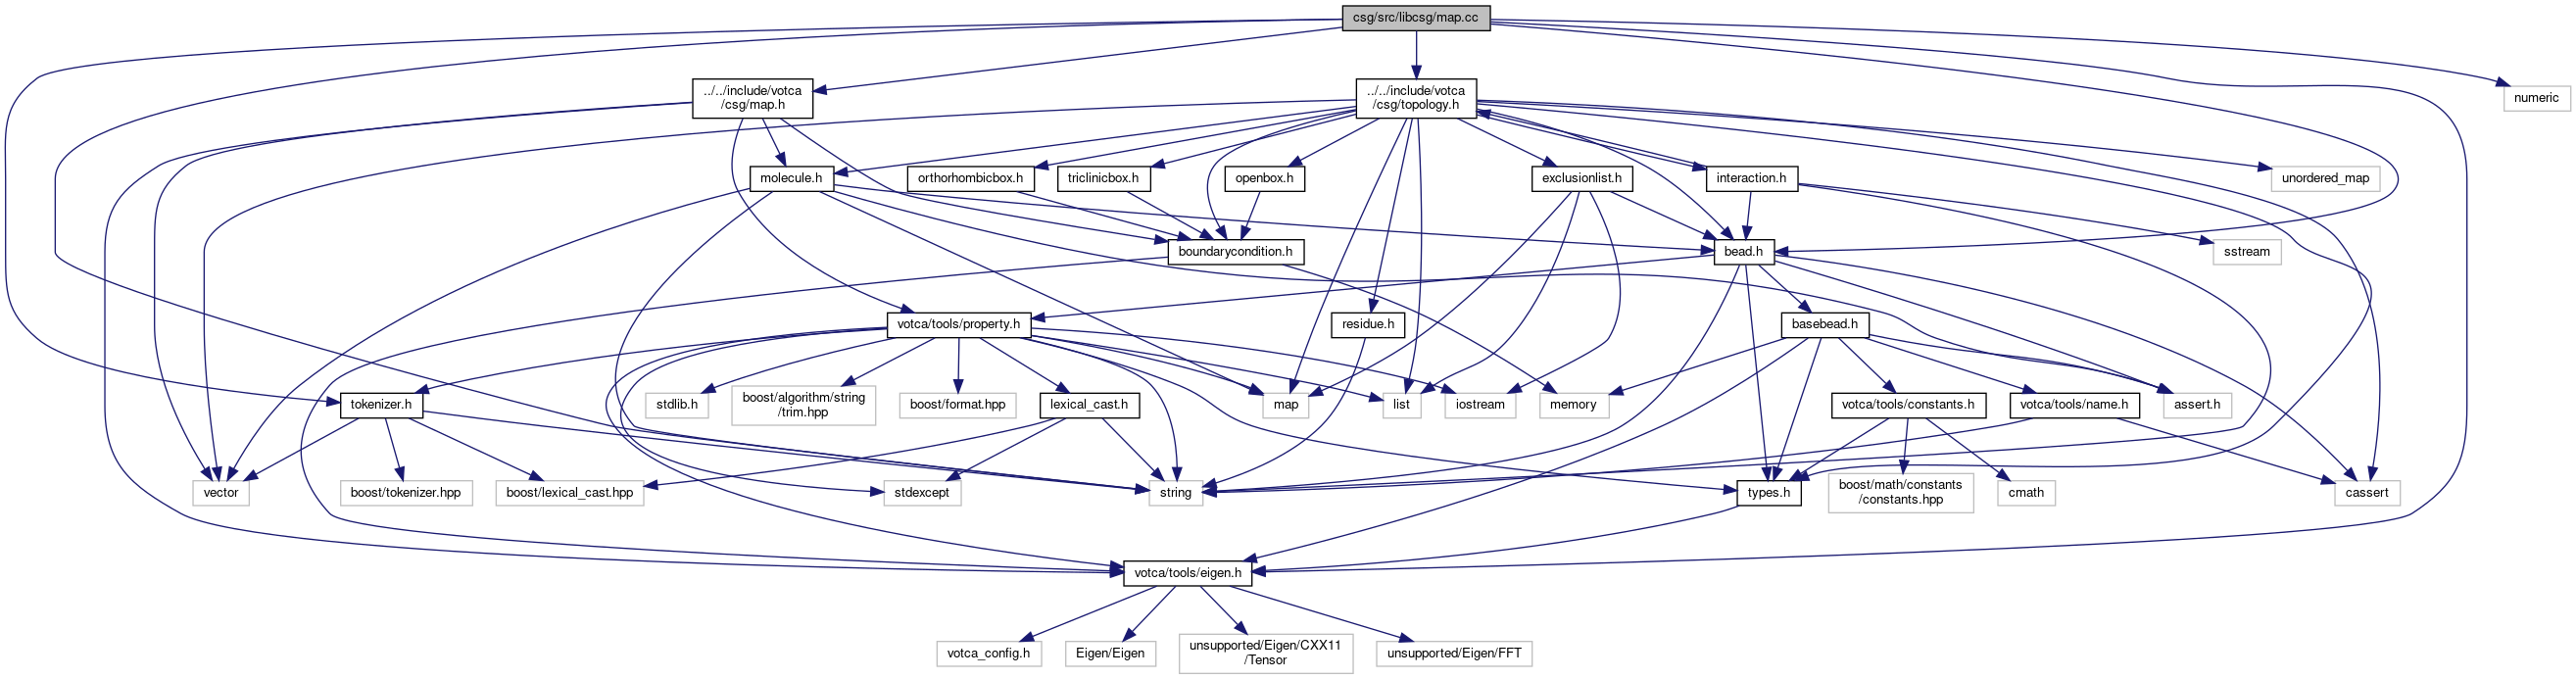 csg/src/libcsg/map.cc
../../include/votca
/csg/map.h
../../include/votca
/csg/topology.h
numeric
molecule.h
orthorhombicbox.h
triclinicbox.h
openbox.h
exclusionlist.h
interaction.h
unordered_map
boundarycondition.h
bead.h
sstream
votca/tools/property.h
residue.h
basebead.h
tokenizer.h
stdlib.h
boost/algorithm/string
/trim.hpp
boost/format.hpp
lexical_cast.h
map
list
iostream
memory
votca/tools/constants.h
votca/tools/name.h
assert.h
vector
boost/tokenizer.hpp
boost/lexical_cast.hpp
stdexcept
string
types.h
boost/math/constants
/constants.hpp
cmath
cassert
votca/tools/eigen.h
votca_config.h
Eigen/Eigen
unsupported/Eigen/CXX11
/Tensor
unsupported/Eigen/FFT